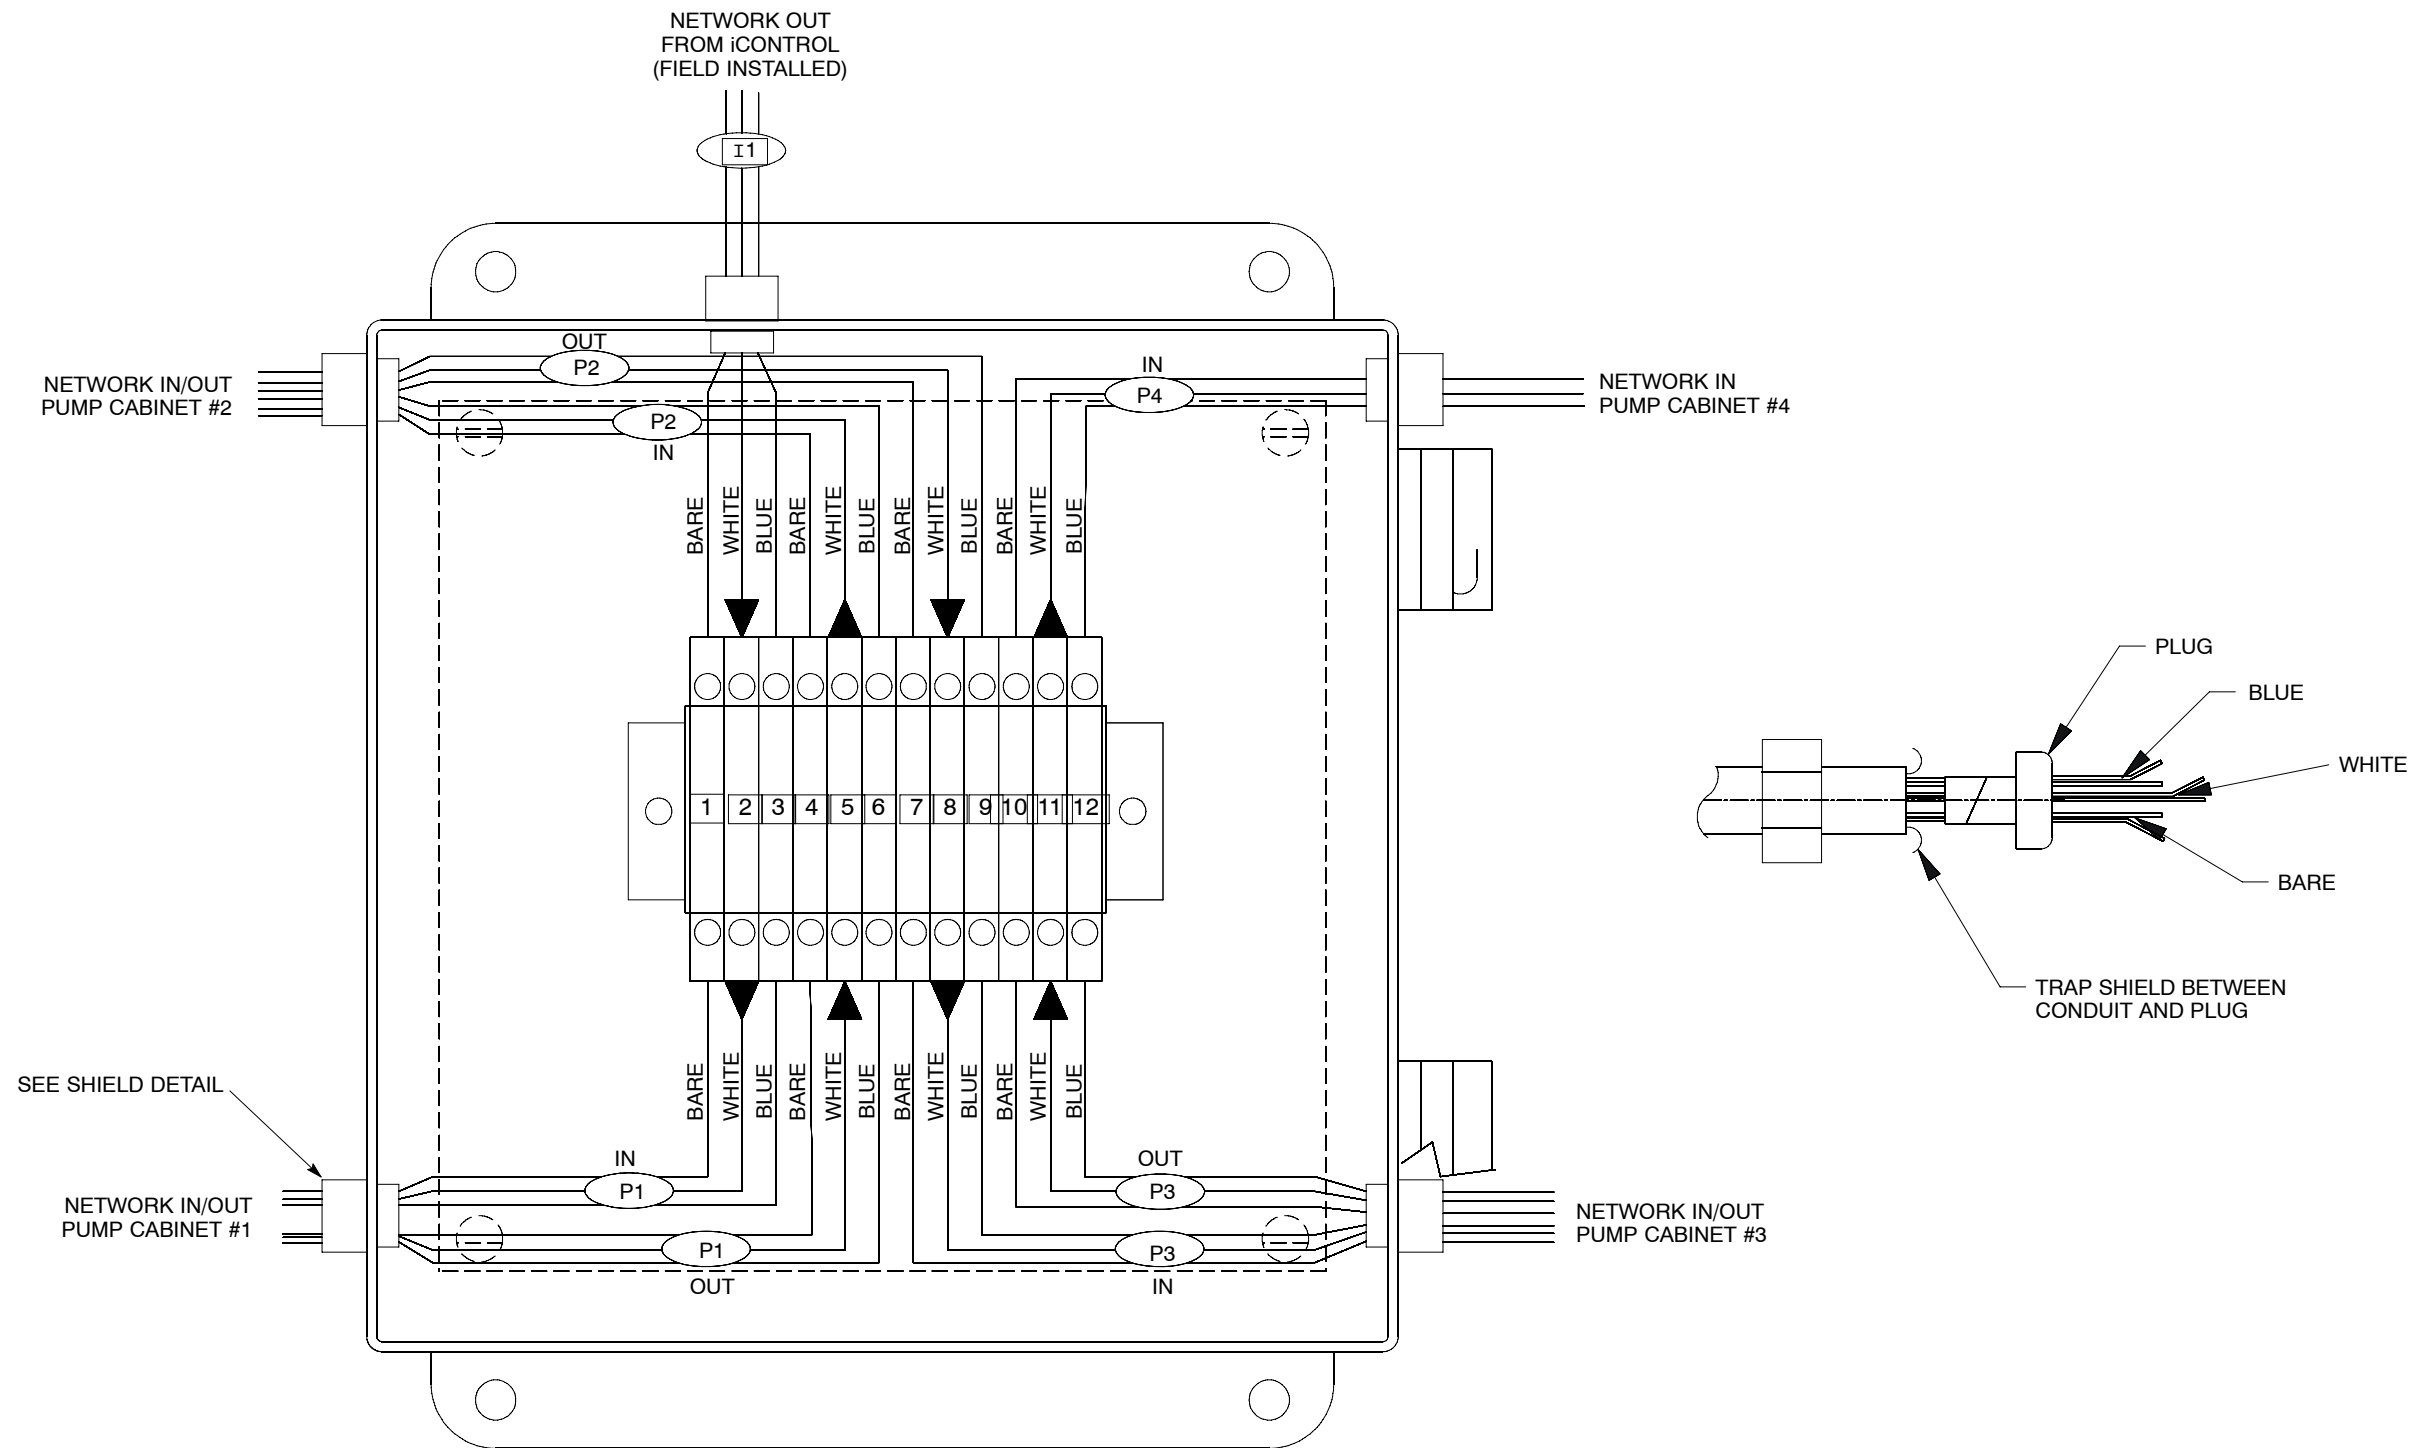 NETWORK OUT
FROM iCONTROL
(FIELD INSTALLED)
I1
OUT
P2
NETWORK IN/OUT
PUMP CABINET #2
P2
IN
IN
P4
NETWORK IN
PUMP CABINET #4
BARE
WHITE
BLUE
BARE
WHITE
BLUE
BARE
WHITE
BLUE
BARE
WHITE
BLUE
1 2 3 4 5 6 7 8 9 10 11 12
BARE
WHITE
BLUE
BARE
WHITE
BLUE
BARE
WHITE
BLUE
BARE
WHITE
BLUE
SEE SHIELD DETAIL
IN
P1
NETWORK IN/OUT
PUMP CABINET #1
P1
OUT
OUT
P3
NETWORK IN/OUT
PUMP CABINET #3
P3
IN
PLUG
BLUE
WHITE
BARE
TRAP SHIELD BETWEEN
CONDUIT AND PLUG